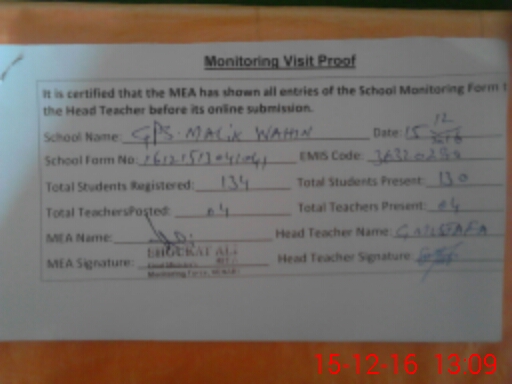 Monitoring Visit Proof
It is certified that the MEA has shown all entries of the School Monitoring Form t
the Head Teacher before its online submission.
School Name: GPS. MALIK WAHIN Date: 15 12
School Form No: EMIS Code:
Total Students Registered: 134 Total Students Present: 130
Total TeachersPosted: 04 Total Teachers Present: 04
MEA Name: Head Teacher Name: G MUSTAFA
MEA Signature: SHOUKAT ALI Head Teacher Signature:
15-12-16 13:09